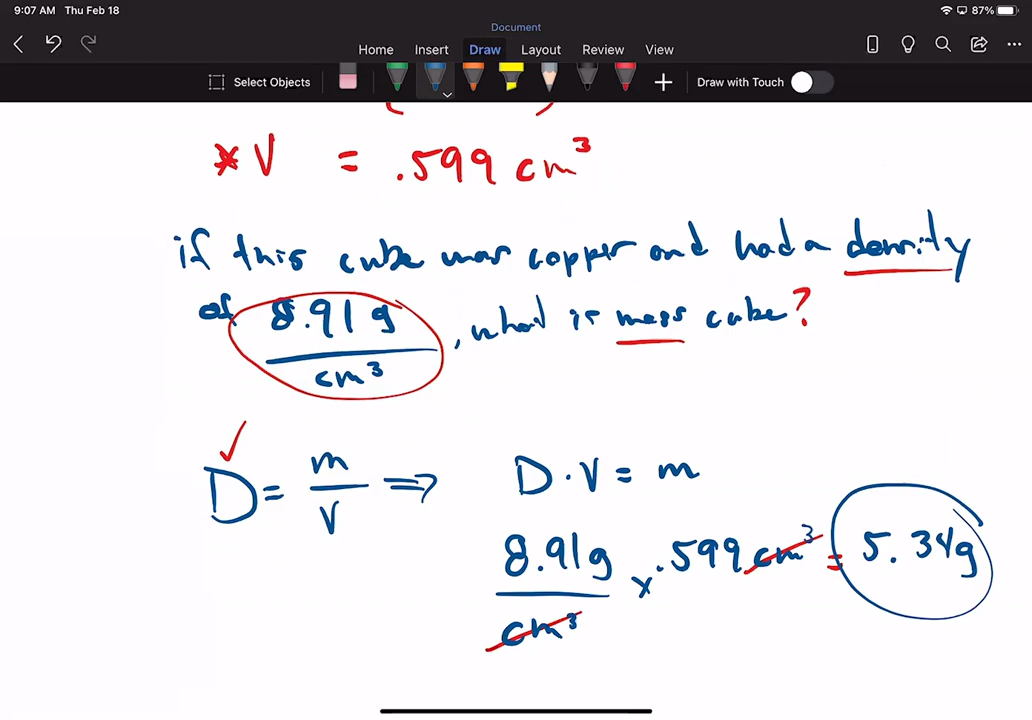 9:07 AM Thu Feb 18 87%
Document
Home Insert Draw Layout Review View
Select Objects Draw with Touch
*V = .599 cm³
if this cube was copper and had a density
of 8.91 g / cm³, what is mass cube?
D = m / V ⇒ D · V = m
8.91g / cm³ x .599 cm³ = 5.34g